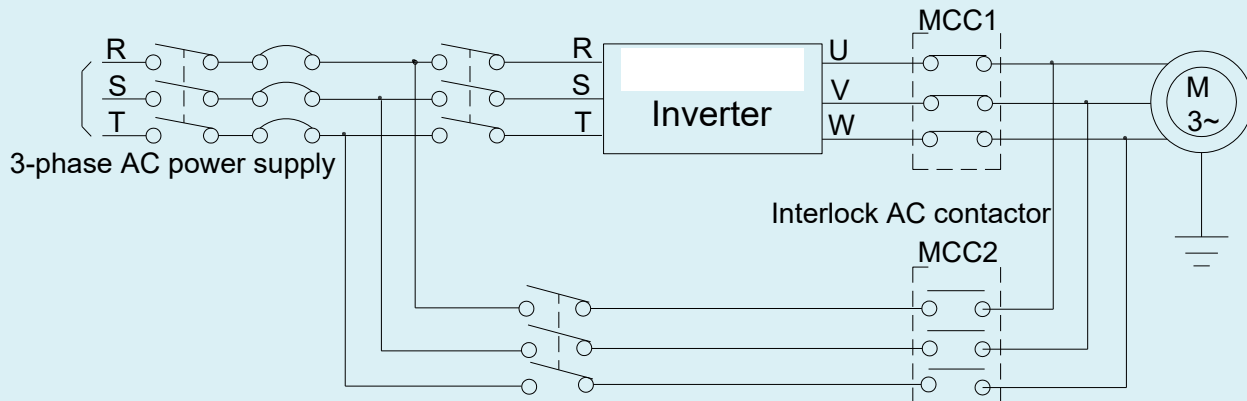 MCC1
R
R
U
S
S
V
M
T
T
Inverter
W
3~
3-phase AC power supply
Interlock AC contactor
MCC2